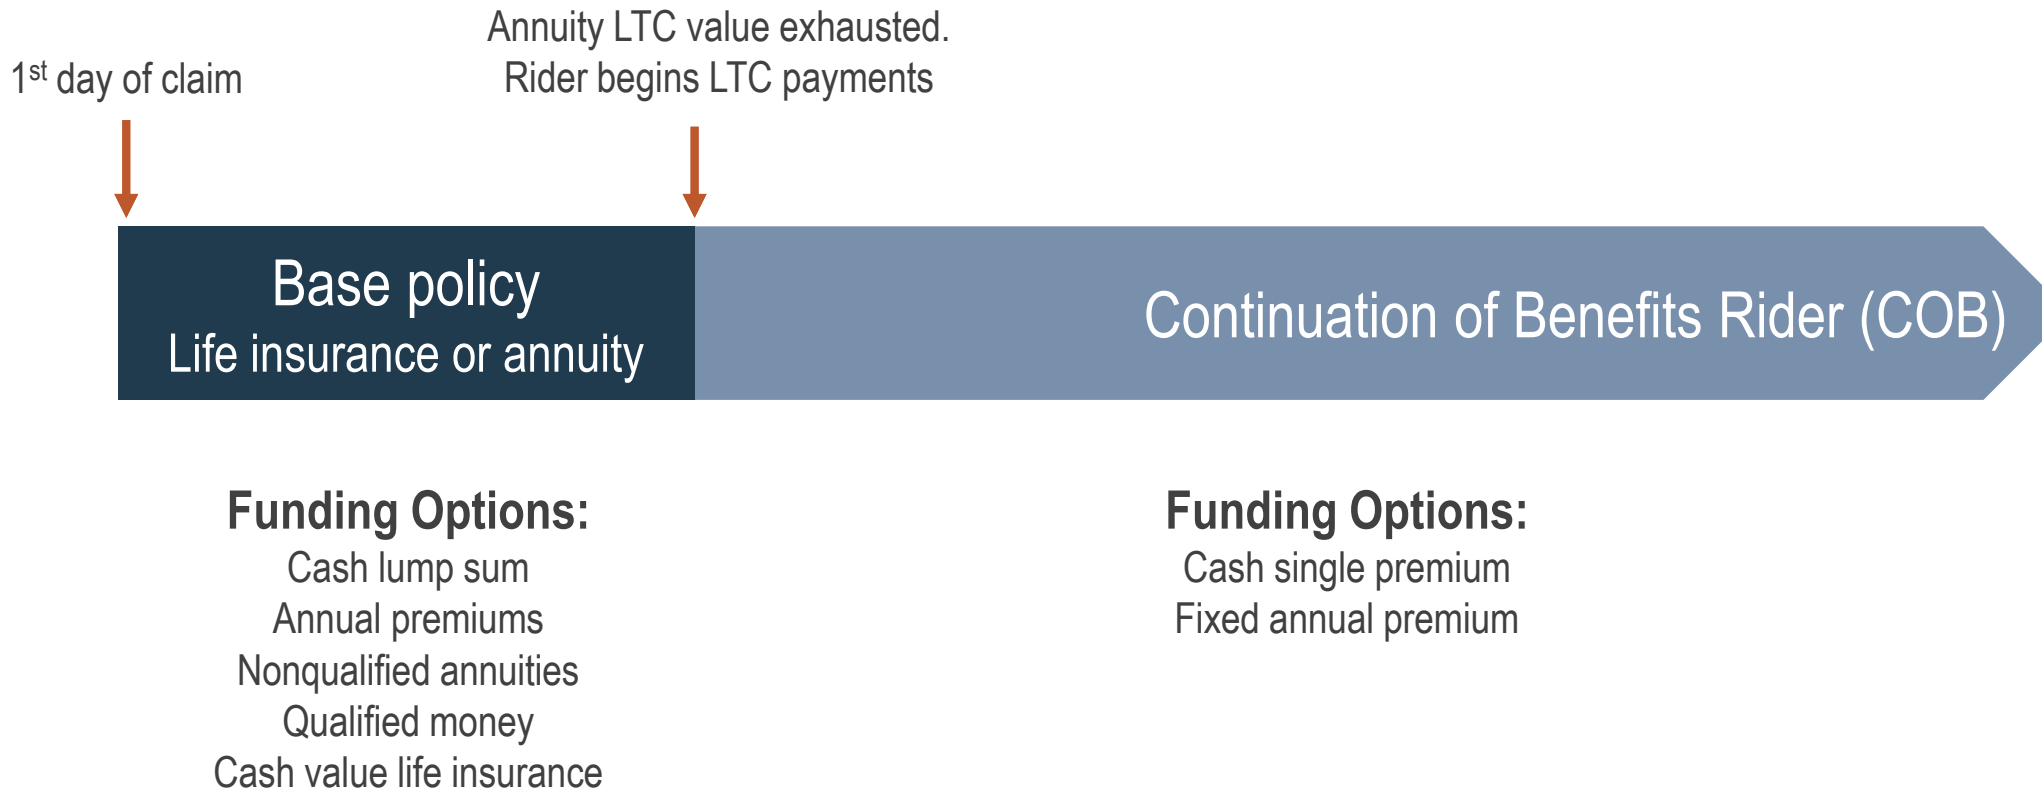 1st day of claim
Annuity LTC value exhausted.
Rider begins LTC payments
Base policy
Life insurance or annuity
Continuation of Benefits Rider (COB)
Funding Options:
Cash lump sum
Annual premiums
Nonqualified annuities
Qualified money
Cash value life insurance
Funding Options:
Cash single premium
Fixed annual premium